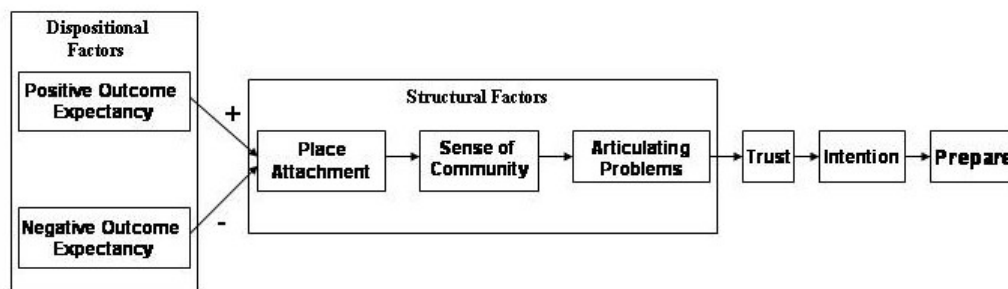 Dispositional
Factors
Positive Outcome
Expectancy
+
Negative Outcome
Expectancy
-
Structural Factors
Place
Attachment
Sense of
Community
Articulating
Problems
Trust
Intention
Prepare